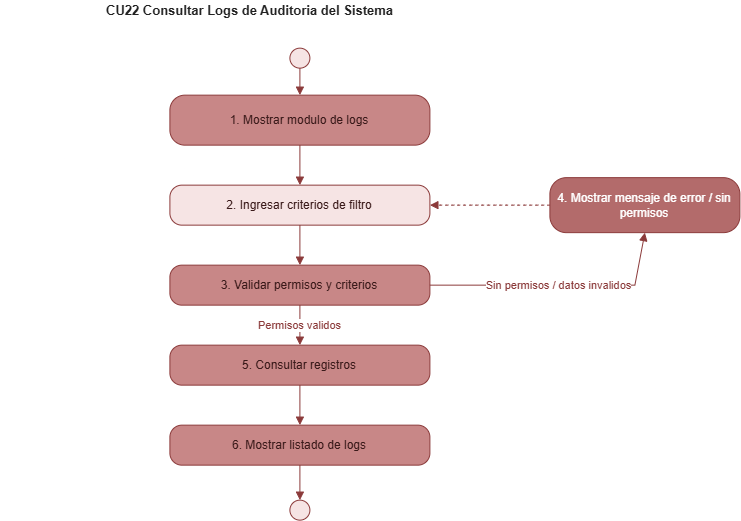 CU22 Consultar Logs de Auditoria del Sistema
1. Mostrar modulo de logs
2. Ingresar criterios de filtro
4. Mostrar mensaje de error / sin
permisos
3. Validar permisos y criterios
Sin permisos / datos invalidos
Permisos validos
5. Consultar registros
6. Mostrar listado de logs